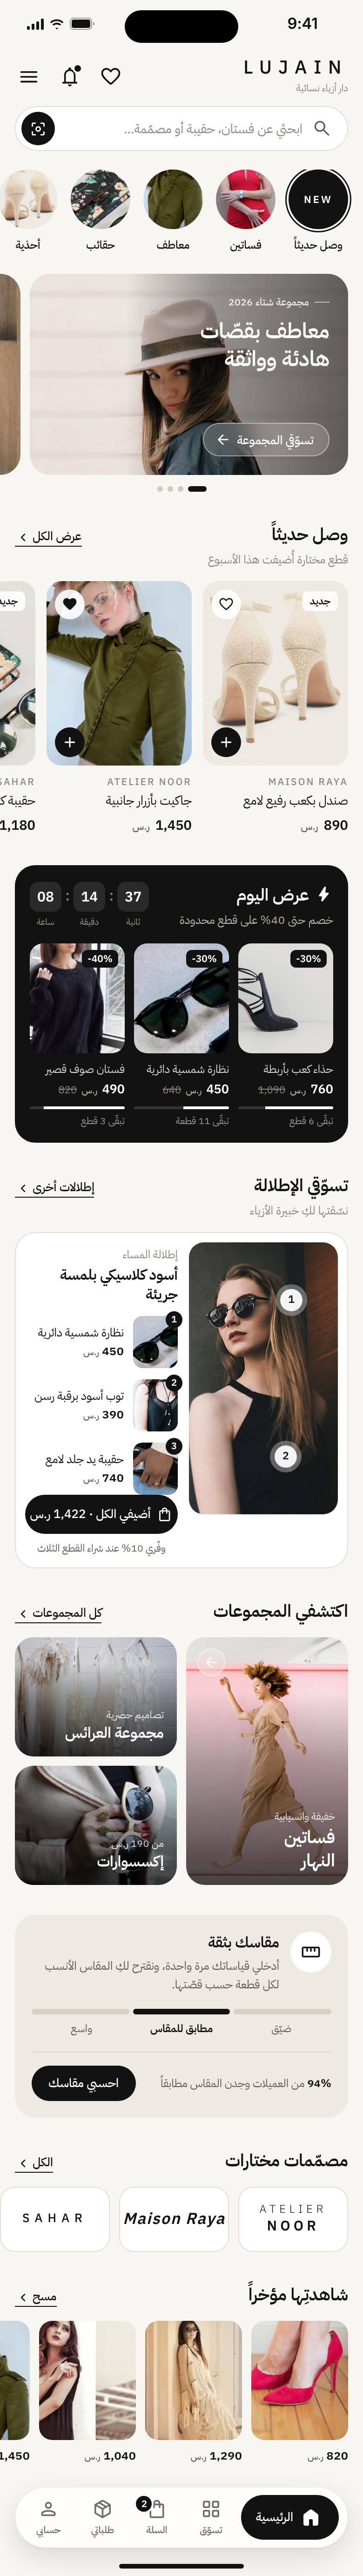 9:41
LUJAIN
دار أزياء نسائية
ابحثي عن فستان، حقيبة أو مصمّمة...
NEW
وصل حديثاً
فساتين
معاطف
حقائب
أحذية
مجموعة شتاء 2026
معاطف بقصّات
هادئة وواثقة
تسوّقي المجموعة
وصل حديثاً
عرض الكل
قطع مختارة أُضيفت هذا الأسبوع
جديد
MAISON RAYA
صندل بكعب رفيع لامع
890 ر.س
ATELIER NOOR
جاكيت بأزرار جانبية
1,450 ر.س
SAHAR
1,180
عرض اليوم
37 : 14 : 08
ثانية
دقيقة
ساعة
خصم حتى 40% على قطع محدودة
-30%
حذاء كعب بأربطة
760 ر.س 1,090
تبقّى 6 قطع
-30%
نظارة شمسية دائرية
450 ر.س 640
تبقّى 11 قطعة
-40%
فستان صوف قصير
490 ر.س 820
تبقّى 3 قطع
تسوّقي الإطلالة
إطلالات أخرى
نسّقتها لكِ خبيرة الأزياء
1
2
إطلالة المساء
أسود كلاسيكي بلمسة
جريئة
1
نظارة شمسية دائرية
450 ر.س
2
توب أسود برقبة رسن
390 ر.س
3
حقيبة يد جلد لامع
740 ر.س
أضيفي الكل · 1,422 ر.س
وفّري 10% عند شراء القطع الثلاث
اكتشفي المجموعات
كل المجموعات
خفيفة وانسيابية
فساتين
النهار
تصاميم حصرية
مجموعة العرائس
من 190 ر.س
إكسسوارات
مقاسك بثقة
أدخلي قياساتك مرة واحدة، ونقترح لكِ المقاس الأنسب
لكل قطعة حسب قصّتها.
ضيّق
مطابق للمقاس
واسع
94% من العميلات وجدن المقاس مطابقاً
احسبي مقاسك
مصمّمات مختارات
الكل
ATELIER
NOOR
Maison Raya
SAHAR
شاهدتِها مؤخراً
مسح
820 ر.س
1,290 ر.س
1,040 ر.س
1,450
الرئيسية
تسوّق
2
السلة
طلباتي
حسابي